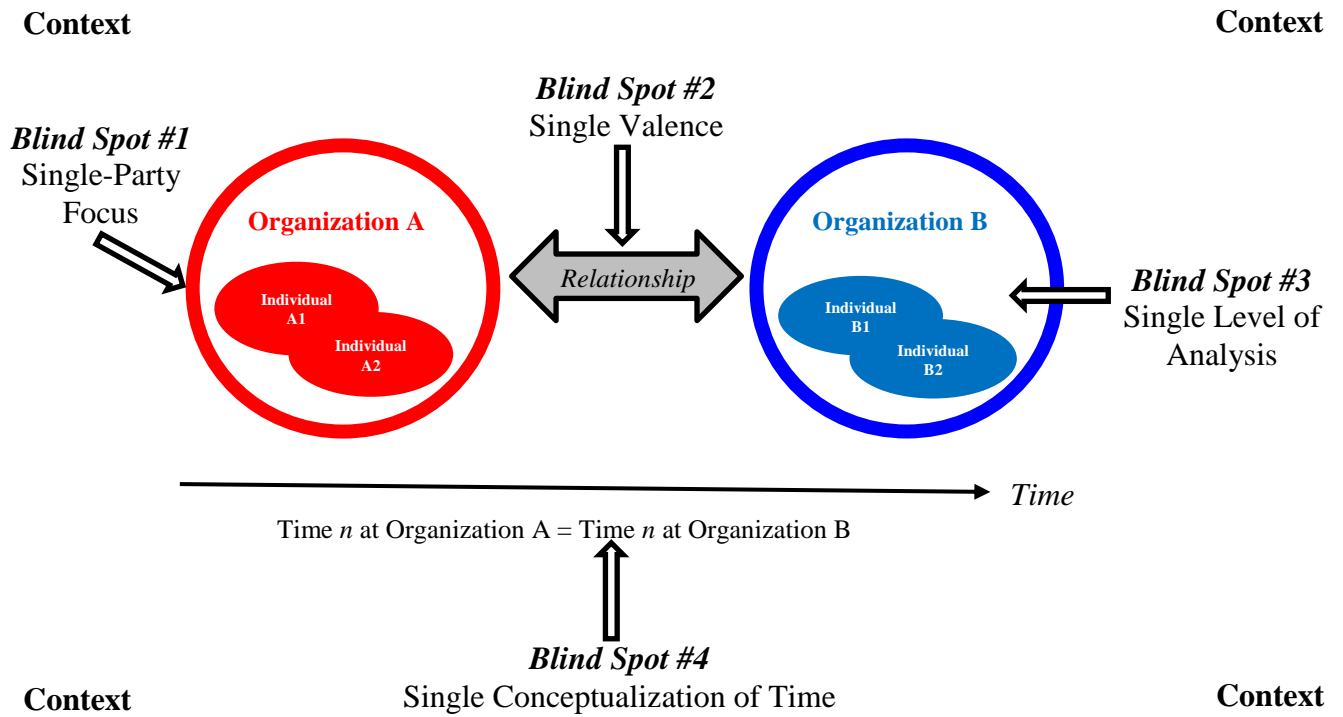 Context
Context
Blind Spot #1
Single-Party
Focus
Blind Spot #2
Single Valence
Organization A
Individual
A1
Individual
A2
Relationship
Organization B
Individual
B1
Individual
B2
Blind Spot #3
Single Level of
Analysis
Time
Time n at Organization A = Time n at Organization B
Blind Spot #4
Single Conceptualization of Time
Context
Context